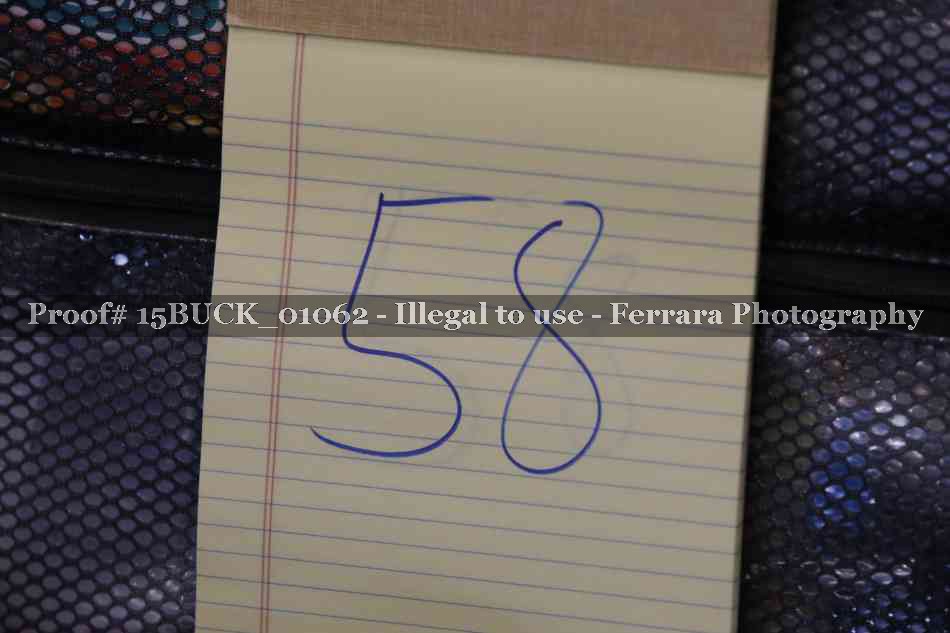 58
Proof# 15BUCK_01062 - Illegal to use - Ferrara Photography